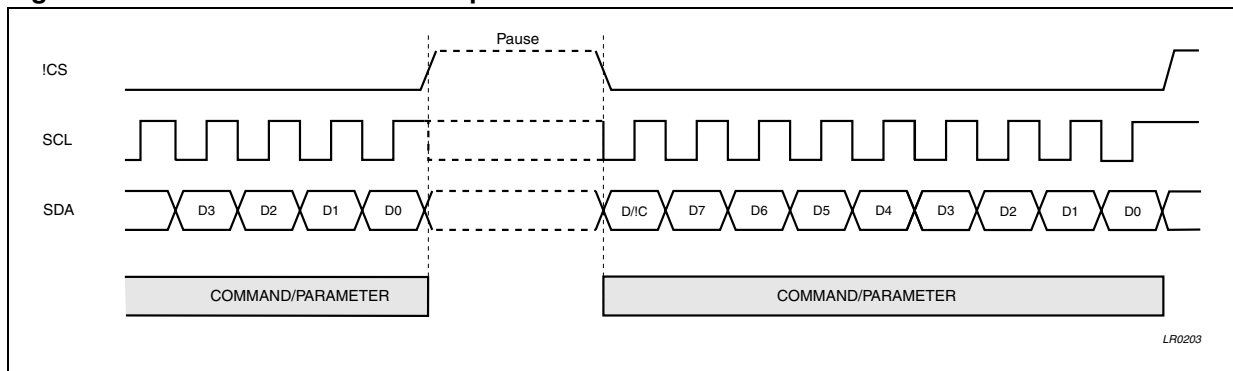 Pause
!CS
SCL
SDA D3 D2 D1 D0 D/!C D7 D6 D5 D4 D3 D2 D1 D0
COMMAND/PARAMETER COMMAND/PARAMETER
LR0203